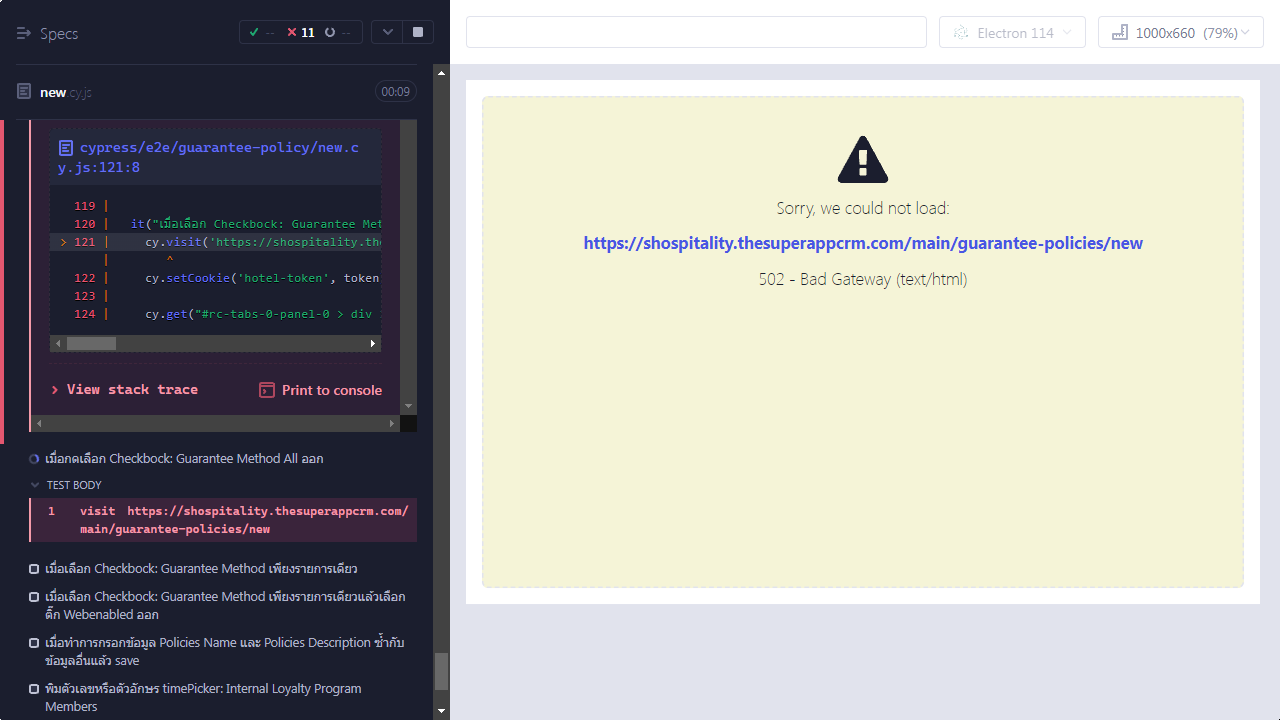 Specs
--
11
--
Electron 114
1000x660 (79%)
new cy.js
00:09
cypress/e2e/guarantee-policy/new.c
y.js:121:8
119 |
120 | it("เมื่อเลือก Checkbock: Guarantee Met
> 121 | cy.visit('https://shospitality.the
| ^
122 | cy.setCookie('hotel-token', token
123 |
124 | cy.get("#rc-tabs-0-panel-0 > div
View stack trace
Print to console
เมื่อกดเลือก Checkbock: Guarantee Method All ออก
TEST BODY
1 visit https://shospitality.thesuperappcrm.com/
main/guarantee-policies/new
เมื่อเลือก Checkbock: Guarantee Method เพียงรายการเดียว
เมื่อเลือก Checkbock: Guarantee Method เพียงรายการเดียวแล้วเลือก
ติ๊ก Webenabled ออก
เมื่อทำการกรอกข้อมูล Policies Name และ Policies Description ซ้ำกับ
ข้อมูลอื่นแล้ว save
พิมตัวเลขหรือตัวอักษร timePicker: Internal Loyalty Program
Members
Sorry, we could not load:
https://shospitality.thesuperappcrm.com/main/guarantee-policies/new
502 - Bad Gateway (text/html)